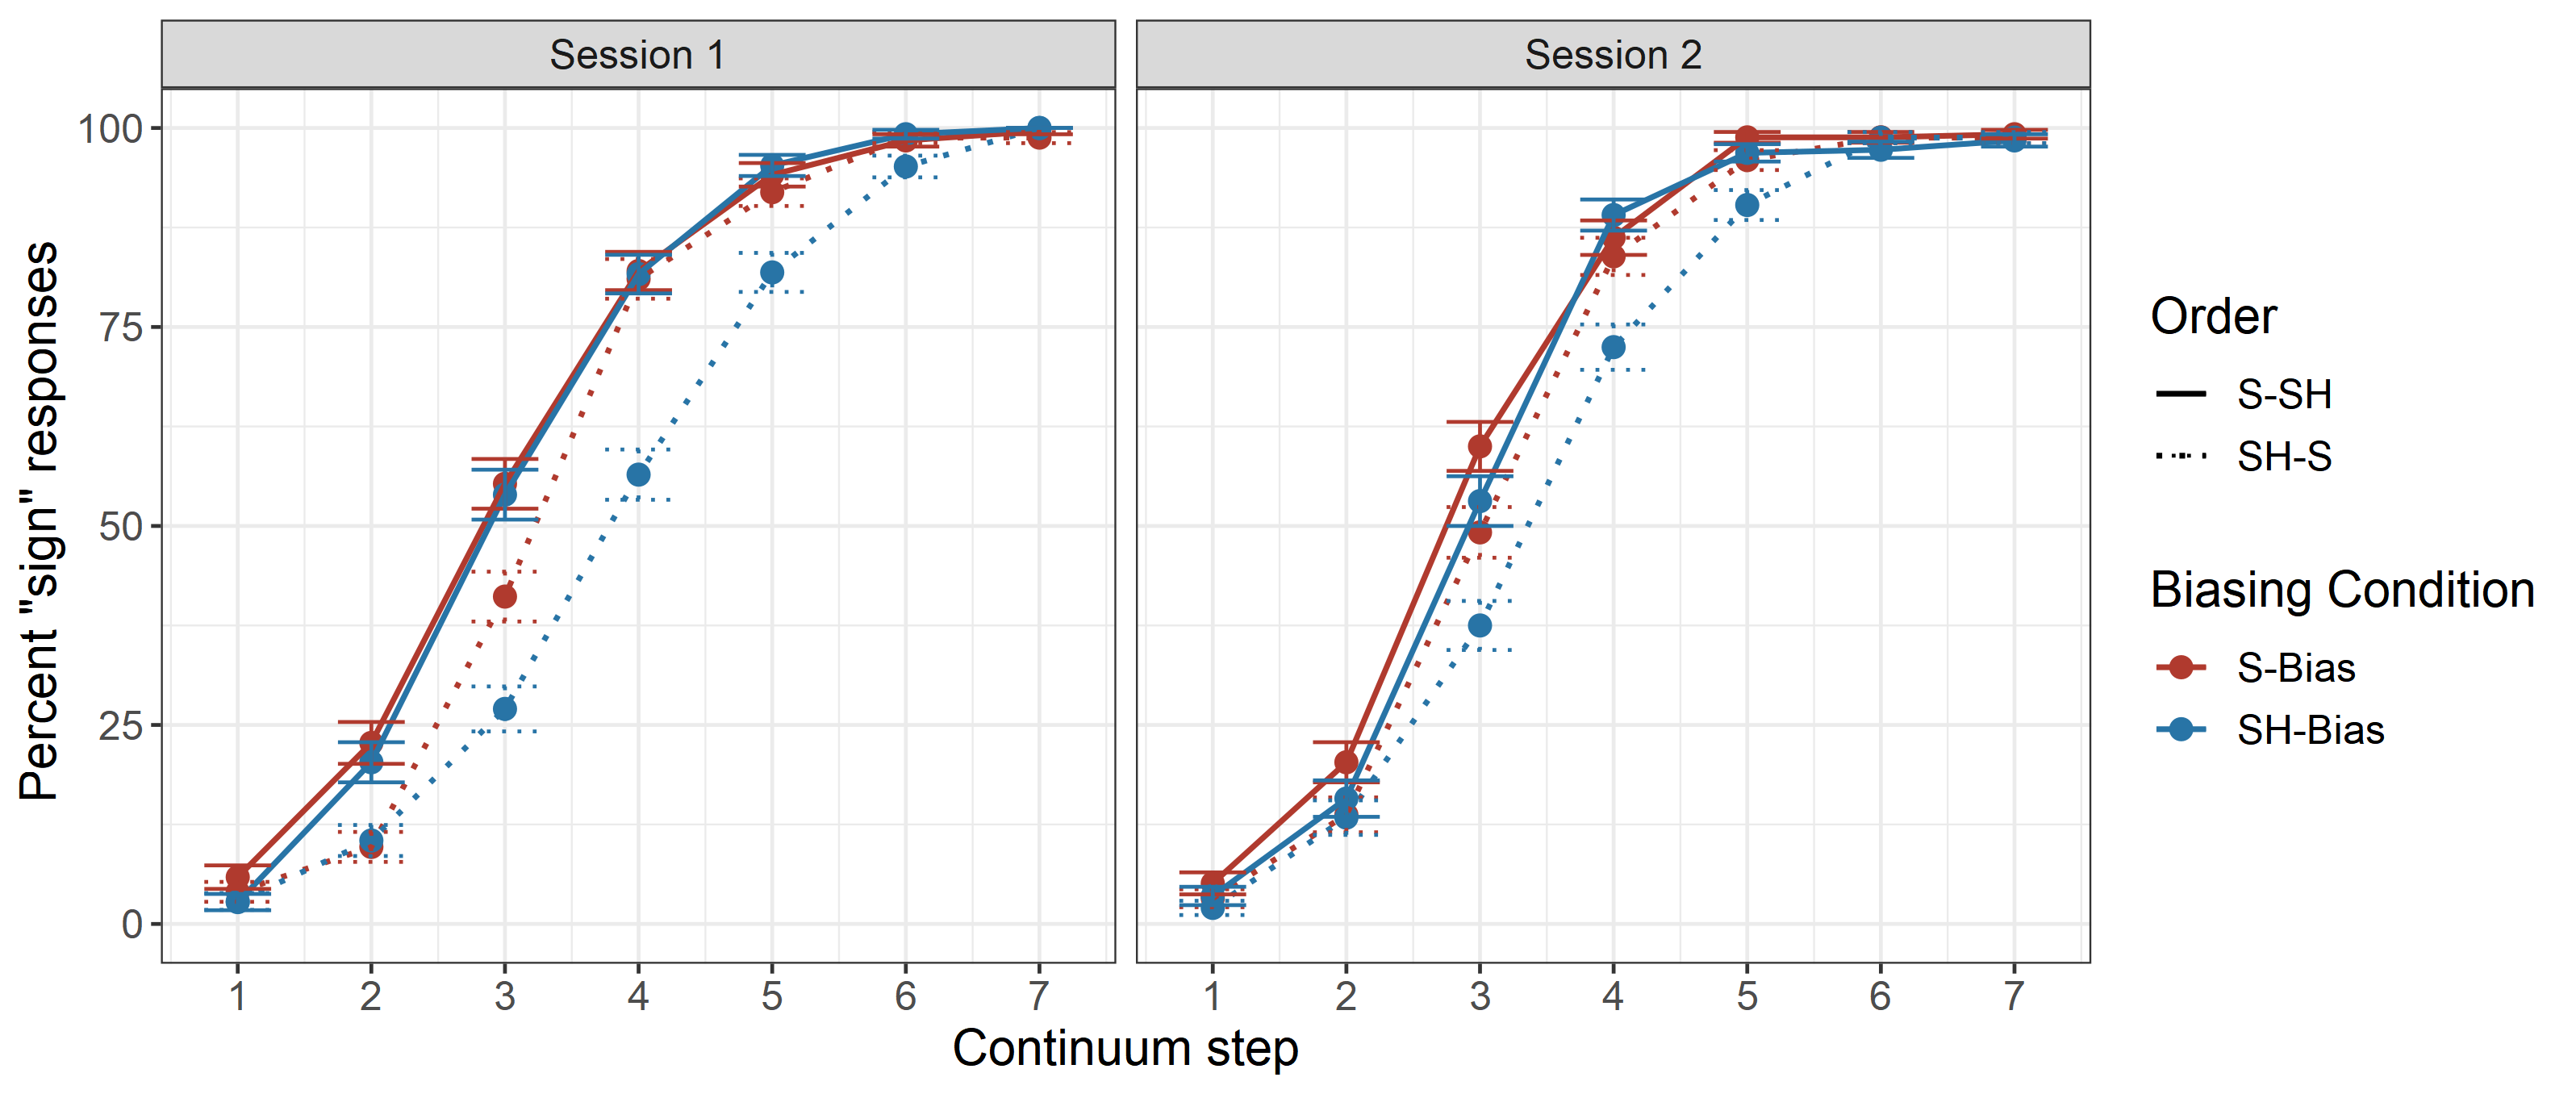 Session 1
Session 2
Percent "sign" responses
100
75
50
25
0
1 2 3 4 5 6 7
1 2 3 4 5 6 7
Continuum step
Order
S-SH
SH-S
Biasing Condition
S-Bias
SH-Bias